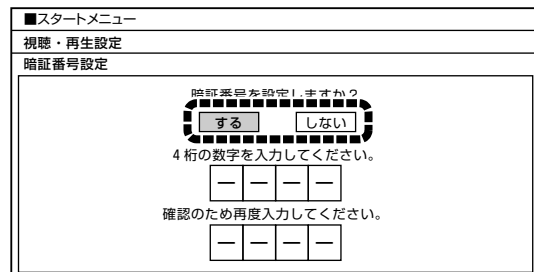 ■スタートメニュー
視聴・再生設定
暗証番号設定
暗証番号を設定しますか？
する　しない
4 桁の数字を入力してください。
－ － － －
確認のため再度入力してください。
－ － － －